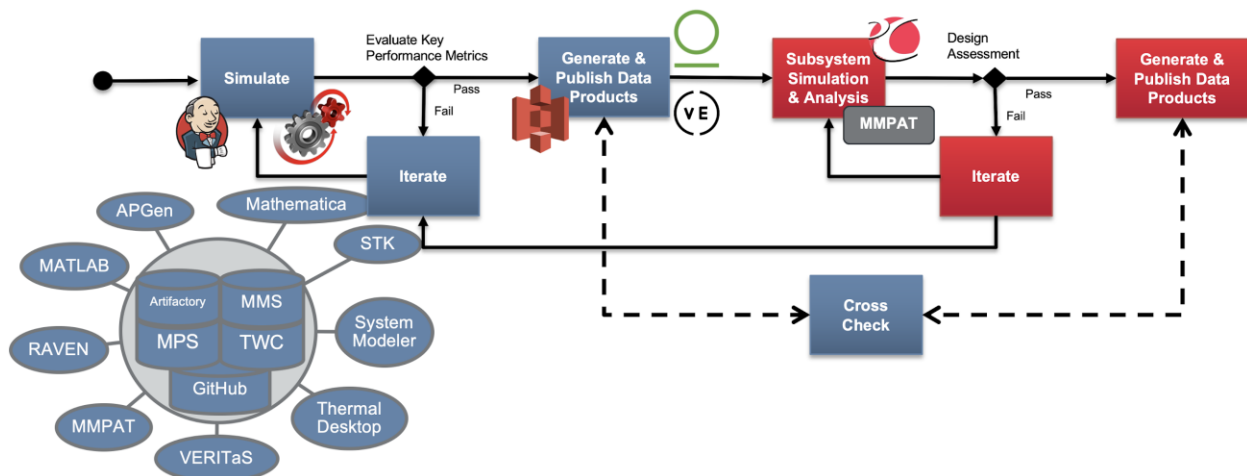 Evaluate Key
Performance Metrics
Simulate
Pass
Fail
Iterate
Generate &
Publish Data
Products
VE
Subsystem
Simulation
& Analysis
MMPAT
Design
Assessment
Pass
Fail
Iterate
Generate &
Publish Data
Products
Cross
Check
Mathematica
APGen
STK
MATLAB
Artifactory
MMS
MPS
TWC
GitHub
System
Modeler
RAVEN
MMPAT
Thermal
Desktop
VERITaS